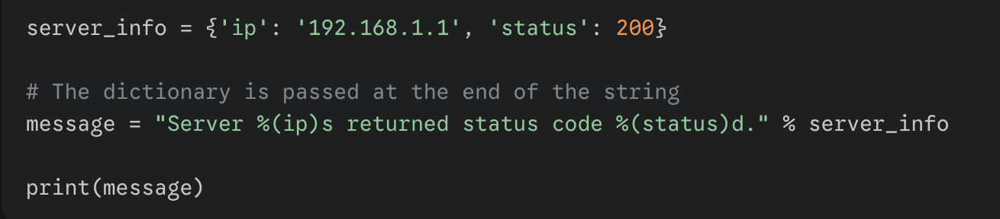 server_info = {'ip': '192.168.1.1', 'status': 200}
# The dictionary is passed at the end of the string
message = "Server %(ip)s returned status code %(status)d." % server_info
print(message)